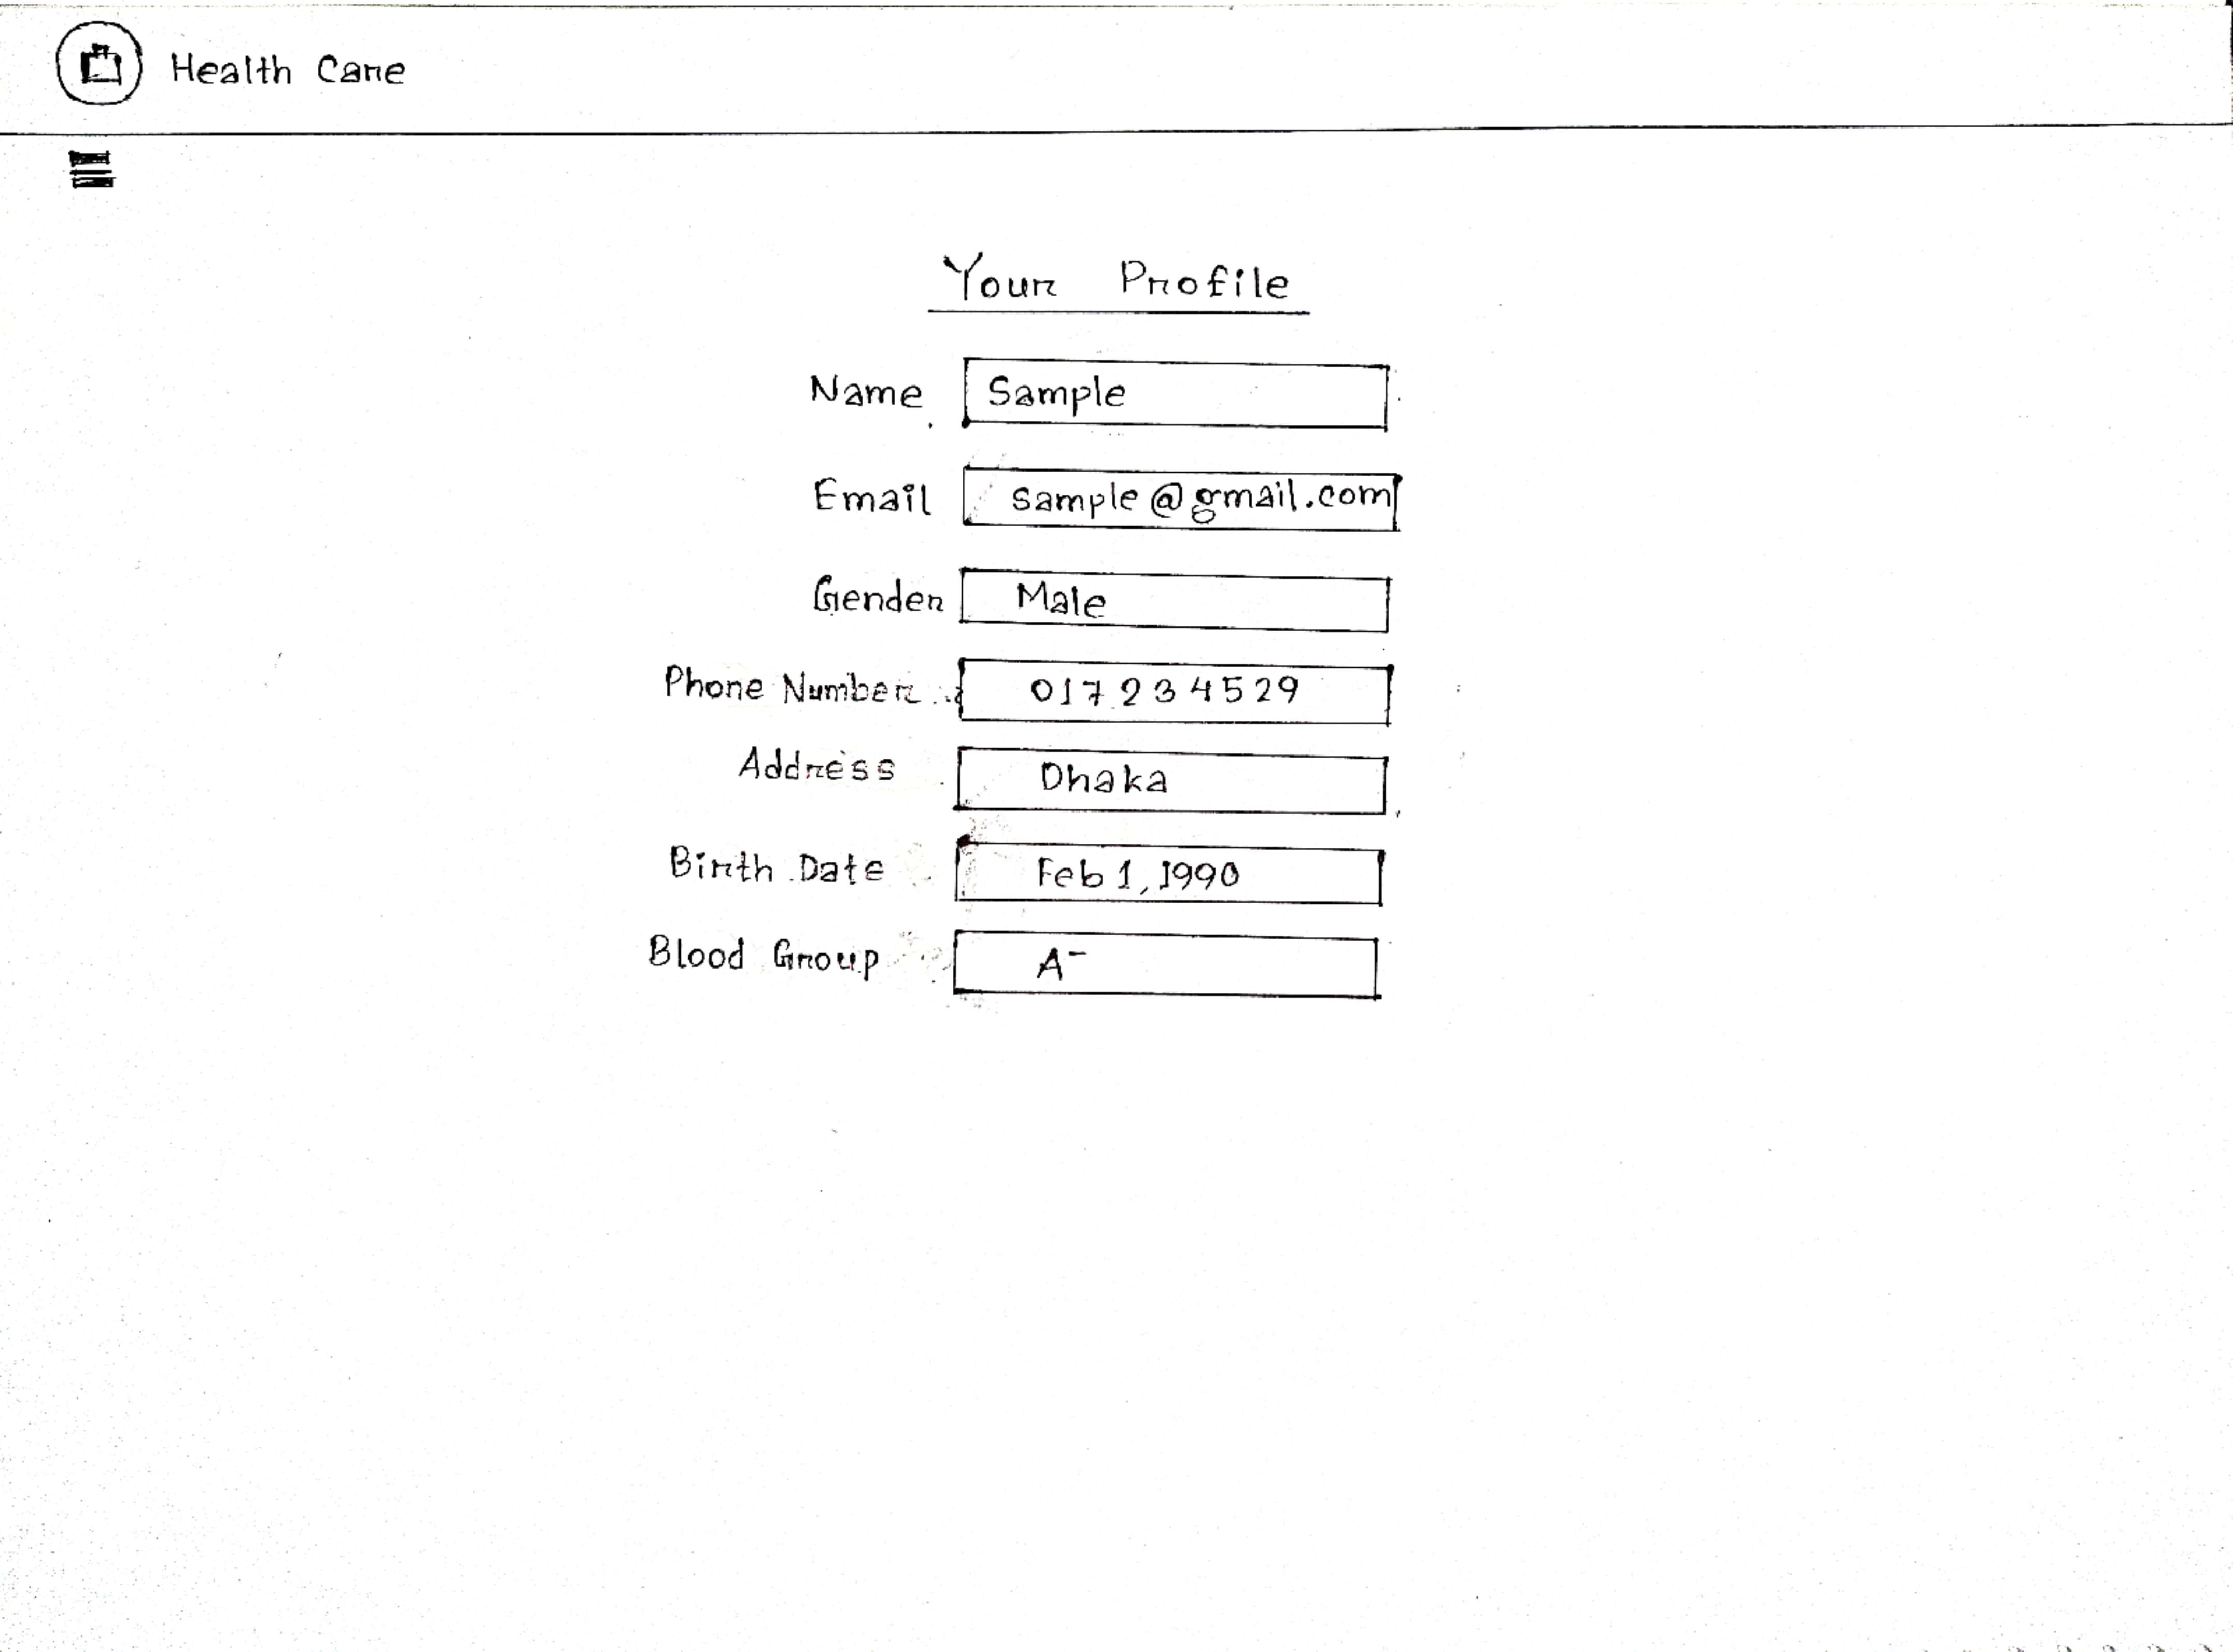 Health Care
Your Profile
Name Sample
Email sample@gmail.com
Gender Male
Phone Number 017234529
Address Dhaka
Birth Date Feb 1, 1990
Blood Group A-